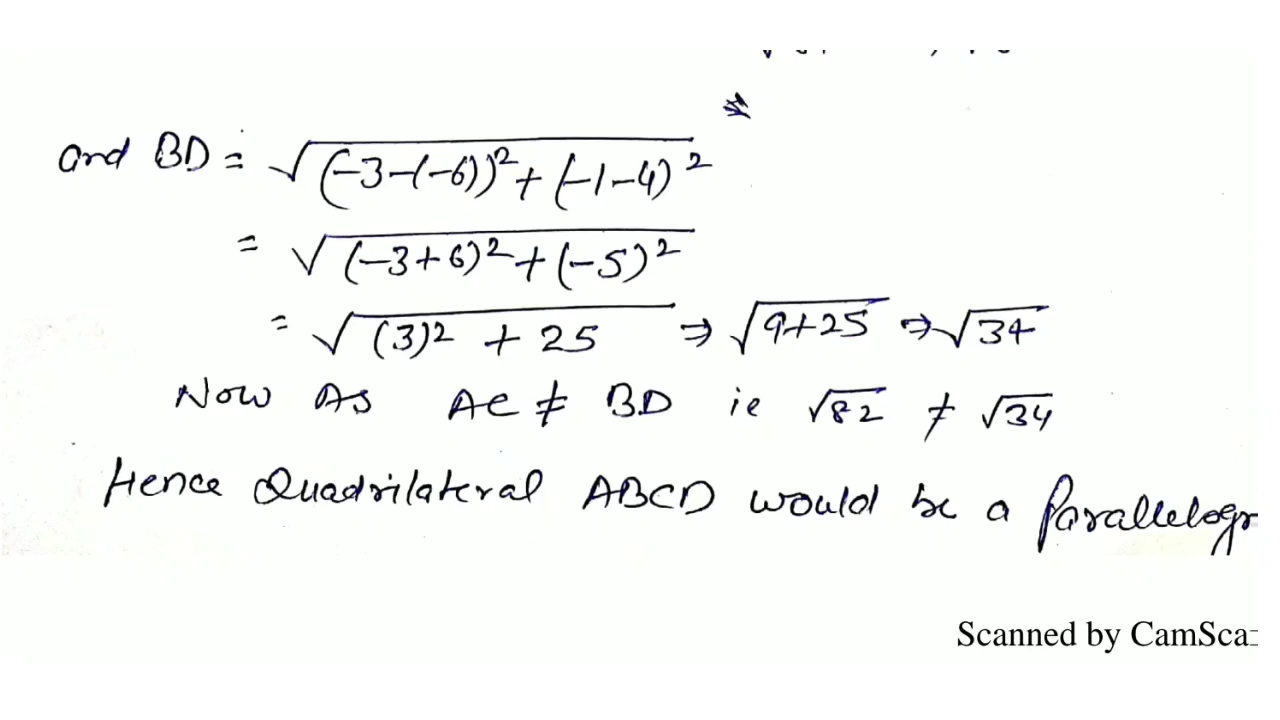 and BD = √(-3-(-6))² + (-1-4)²
= √(-3+6)² + (-5)²
= √(3)² + 25 ⇒ √9+25 ⇒ √34
Now As AC ≠ BD ie √82 ≠ √34
Hence Quadrilateral ABCD would be a Parallelogr
Scanned by CamSca